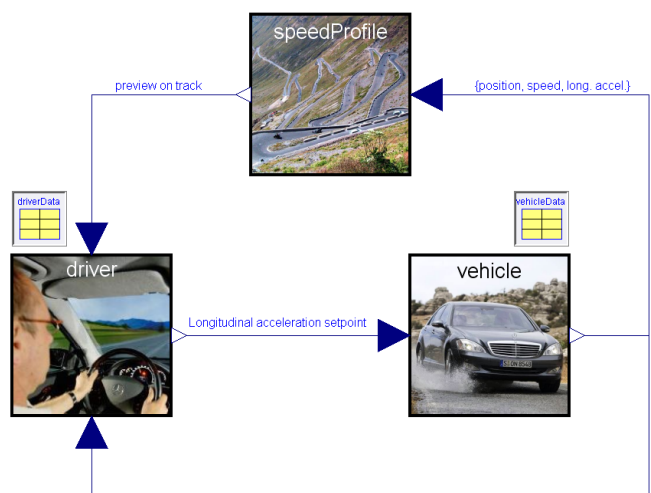 speedProfile
preview on track
{position, speed, long. accel.}
driverData
vehicleData
driver
vehicle
Longitudinal acceleration setpoint